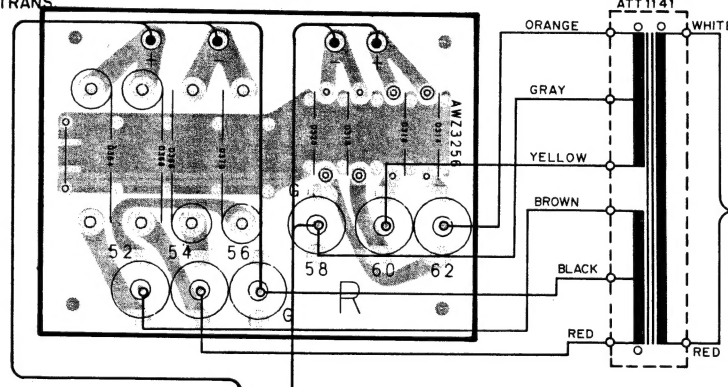 TRANS.
ATT1141
ORANGE
WHITE
GRAY
YELLOW
BROWN
BLACK
RED
RED
AWZ3256
+
-
-
+
G
52
54
56
58
60
62
R
G